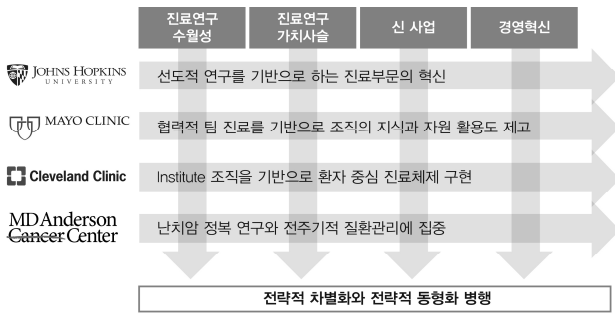 진료연구
수월성
진료연구
가치사슬
신 사업
경영혁신
JOHNS HOPKINS
UNIVERSITY
선도적 연구를 기반으로 하는 진료부문의 혁신
MAYO CLINIC
협력적 팀 진료를 기반으로 조직의 지식과 자원 활용도 제고
Cleveland Clinic
Institute 조직을 기반으로 환자 중심 진료체제 구현
MD Anderson
Cancer Center
난치암 정복 연구와 전주기적 질환관리에 집중
전략적 차별화와 전략적 동형화 병행